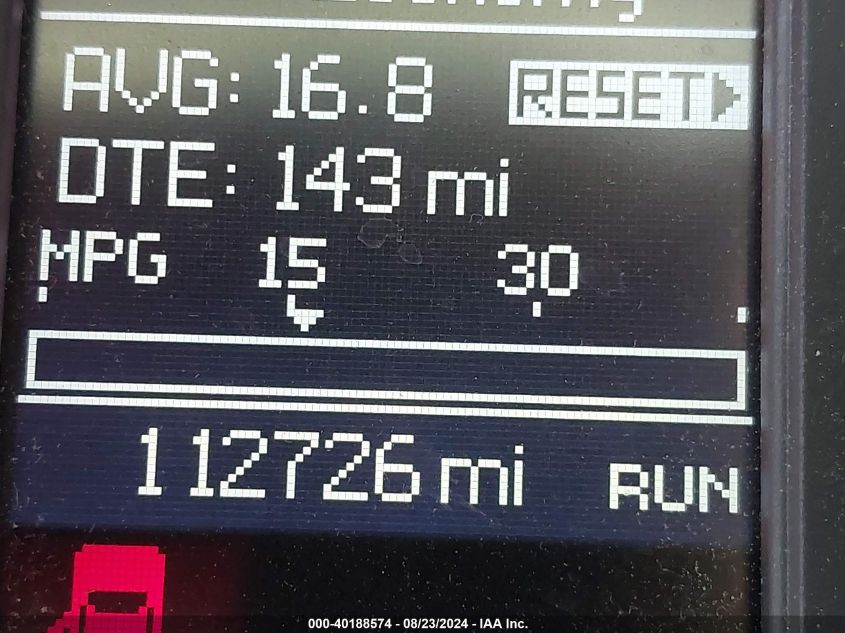 Economy
AVG: 16.8 RESET
DTE: 143 mi
MPG 15 30
112726 mi RUN
000-40188574 - 08/23/2024 - IAA Inc.